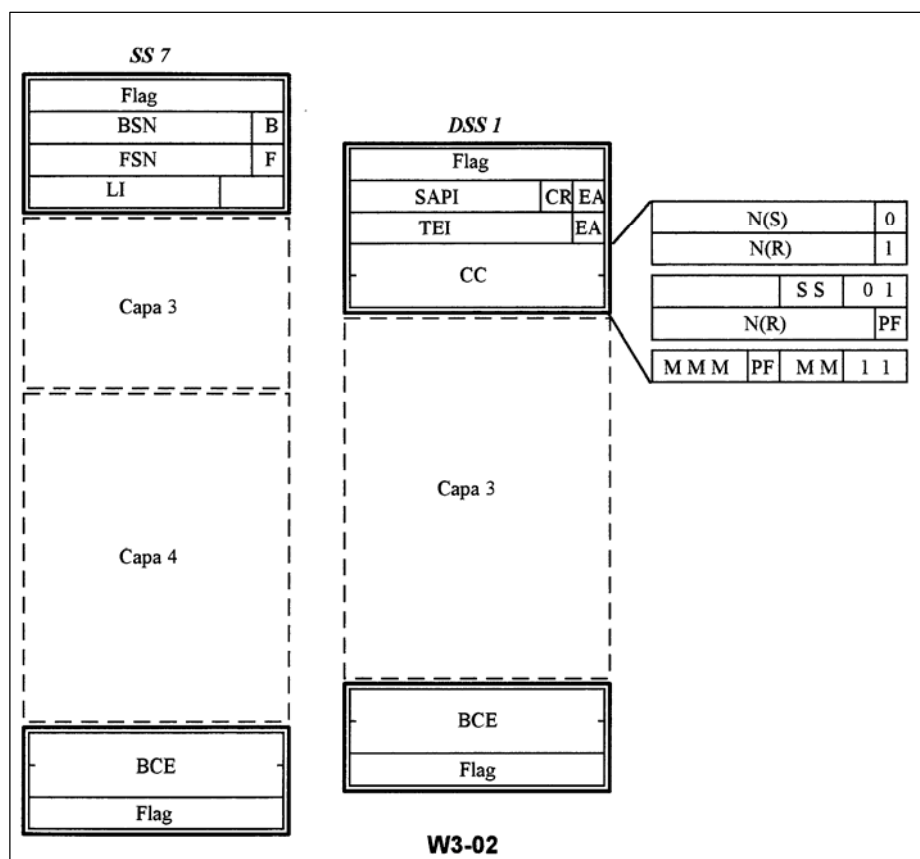 SS 7
Flag
BSN B
FSN F
LI
Capa 3
Capa 4
BCE
Flag
DSS 1
Flag
SAPI CR EA
TEI EA
CC
Capa 3
BCE
Flag
N(S) 0
N(R) 1
S S 0 1
N(R) PF
M M M PF M M 1 1
W3-02